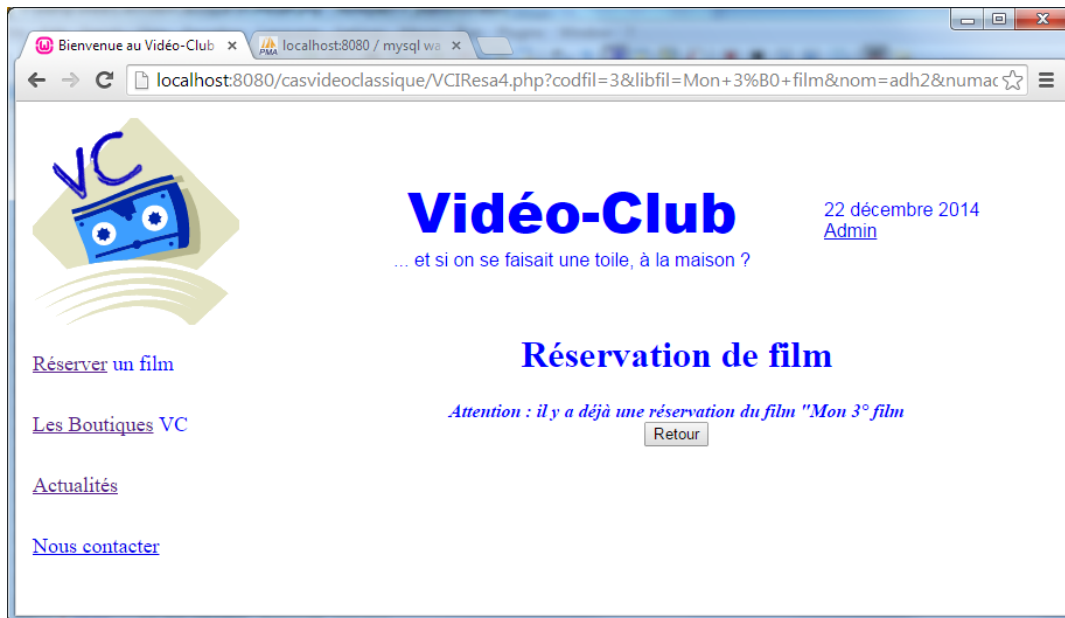 Bienvenue au Vidéo-Club
localhost:8080 / mysql wa
localhost:8080/casvideoclassique/VCIResa4.php?codfil=3&libfil=Mon+3%B0+film&nom=adh2&numac
VC
Vidéo-Club
... et si on se faisait une toile, à la maison ?
22 décembre 2014
Admin
Réserver un film
Les Boutiques VC
Actualités
Nous contacter
Réservation de film
Attention : il y a déjà une réservation du film "Mon 3° film
Retour